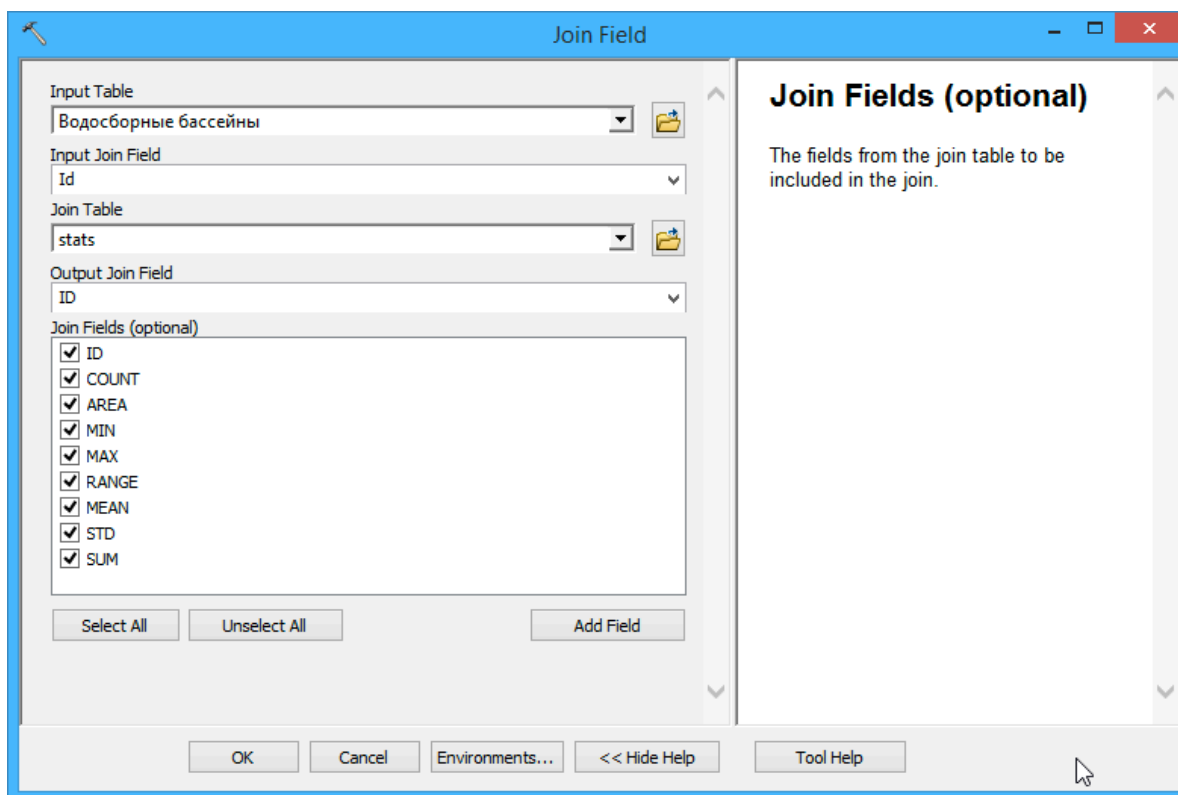 Join Field
Input Table
Водосборные бассейны
Input Join Field
Id
Join Table
stats
Output Join Field
ID
Join Fields (optional)
ID
COUNT
AREA
MIN
MAX
RANGE
MEAN
STD
SUM
Select All Unselect All Add Field
OK Cancel Environments... << Hide Help Tool Help
Join Fields (optional)
The fields from the join table to be
included in the join.